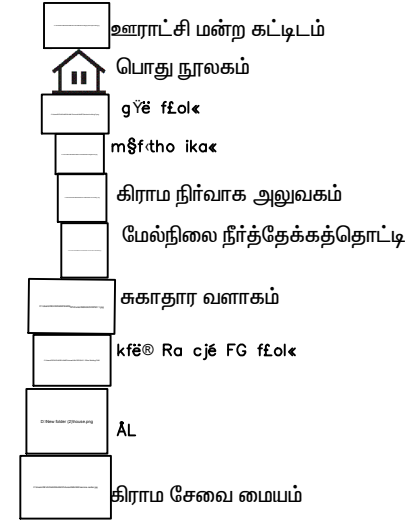 ஊராட்சி மன்ற கட்டிடம்
பொது நூலகம்
gŸë f£ol«
m§f‹tho ika«
கிராம நிர்வாக அலுவகம்
மேல்நிலை நீர்த்தேக்கத்தொட்டி
சுகாதார வளாகம்
kfë® Ra cjé FG f£ol«
D:\New folder (2)\house.png
ÅL
கிராம சேவை மையம்